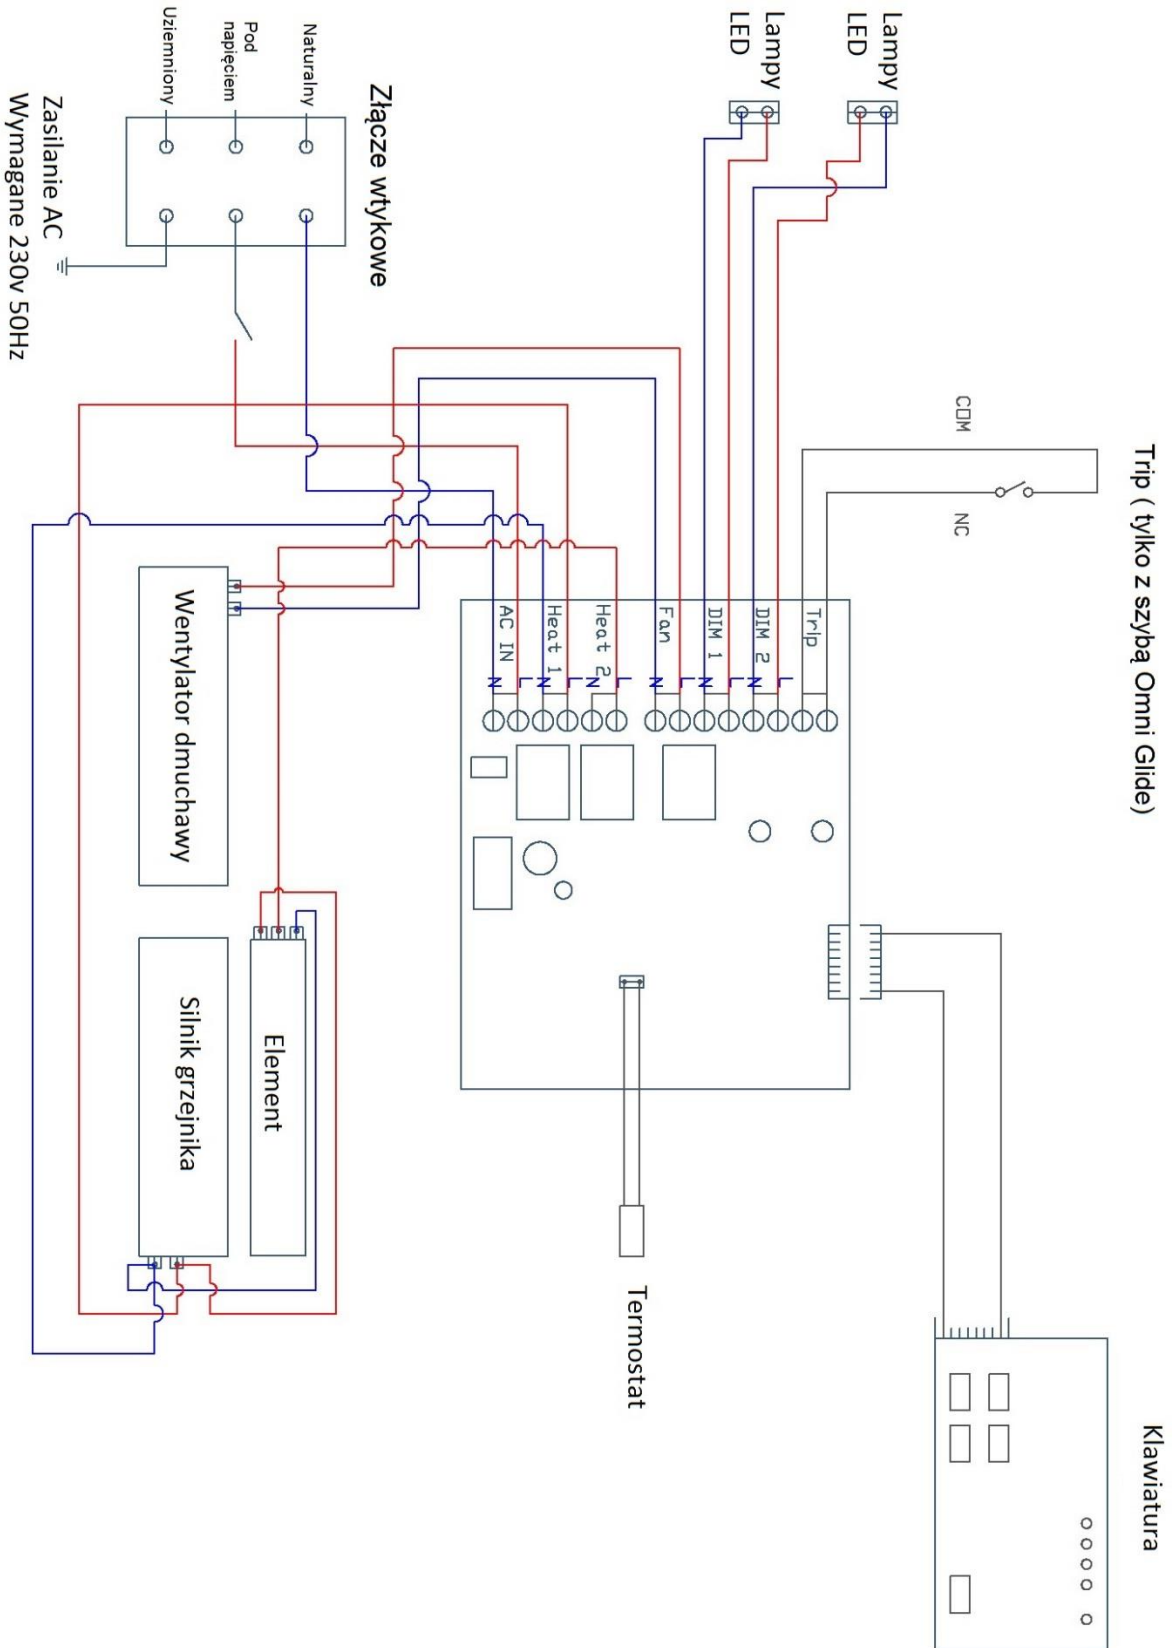 Trip ( tylko z szybą Omni Glide)
Klawiatura
COM
NC
Lampy
LED
Trip
DIM 2
L
N
Lampy
LED
DIM 1
L
N
Fan
L
N
Termostat
Heat 2
L
N
Heat 1
L
N
AC IN
L
N
Złącze wtykowe
Naturalny
Pod
napięciem
Uziemniony
Element
Wentylator dmuchawy
Silnik grzejnika
Zasilanie AC
Wymagane 230v 50Hz